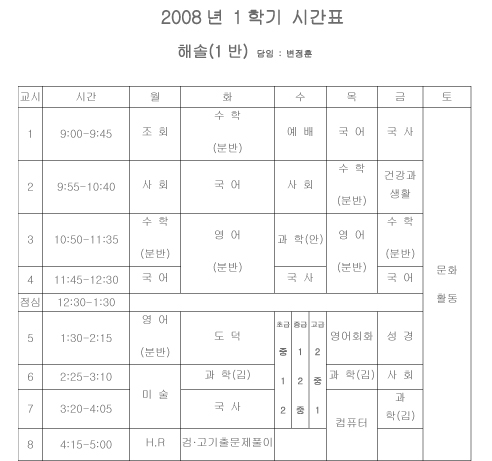 2008년 1학기 시간표
해솔(1반) 담임 : 변정훈
교시 시간 월 화 수 목 금 토
1 9:00-9:45 조 회 수 학 (분반) 예 배 국 어 국 사
2 9:55-10:40 사 회 국 어 사 회 수 학 (분반) 건강과 생활
3 10:50-11:35 수 학 (분반) 영 어 (분반) 과 학(안) 영 어 (분반) 수 학 (분반)
4 11:45-12:30 국 어 국 사 국 어
문화 활동
점심 12:30-1:30
5 1:30-2:15 영 어 (분반) 도 덕 초급 중급 고급 영어회화 성 경
중 1 2
6 2:25-3:10 미 술 과 학(김) 1 2 중 과 학(김) 사 회
7 3:20-4:05 국 사 2 중 1 컴퓨터 과 학(김)
8 4:15-5:00 H.R 검·고기출문제풀이